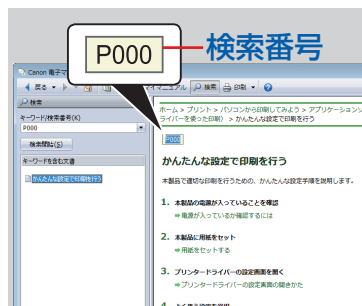 P000
検索番号
Canon 電子マ
戻る
イマニュアル
検索
印刷
検索
キーワード/検索番号(K)
P000
検索開始(S)
キーワードを含む文書
かんたんな設定で印刷を行う
ホーム > プリント > パソコンから印刷してみよう > アプリケーションソ
ライバーを使った印刷) > かんたんな設定で印刷を行う
P000
かんたんな設定で印刷を行う
本製品で適切な印刷を行うための、かんたんな設定手順を説明します。
1. 本製品の電源が入っていることを確認
⇒電源が入っているか確認するには
2. 本製品に用紙をセット
⇒用紙をセットする
3. プリンタードライバーの設定画面を開く
⇒プリンタードライバーの設定画面の開きかた